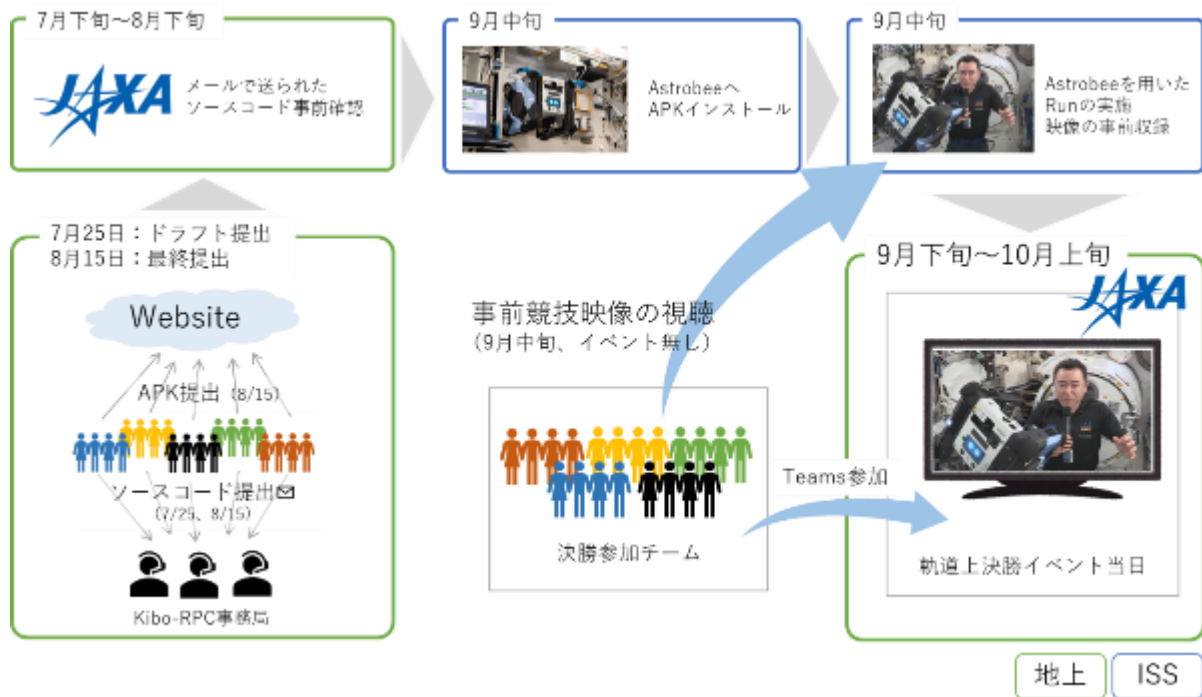 7月下旬～8月下旬
JAXA
メールで送られた
ソースコード事前確認
9月中旬
Astrobeeへ
APKインストール
9月中旬
Astrobeeを用いた
Runの実施
映像の事前収録
7月25日：ドラフト提出
8月15日：最終提出
Website
APK提出（8/15）
ソースコード提出
（7/25、8/15）
Kibo-RPC事務局
事前競技映像の視聴
（9月中旬、イベント無し）
決勝参加チーム
Teams参加
9月下旬～10月上旬
JAXA
軌道上決勝イベント当日
地上
ISS